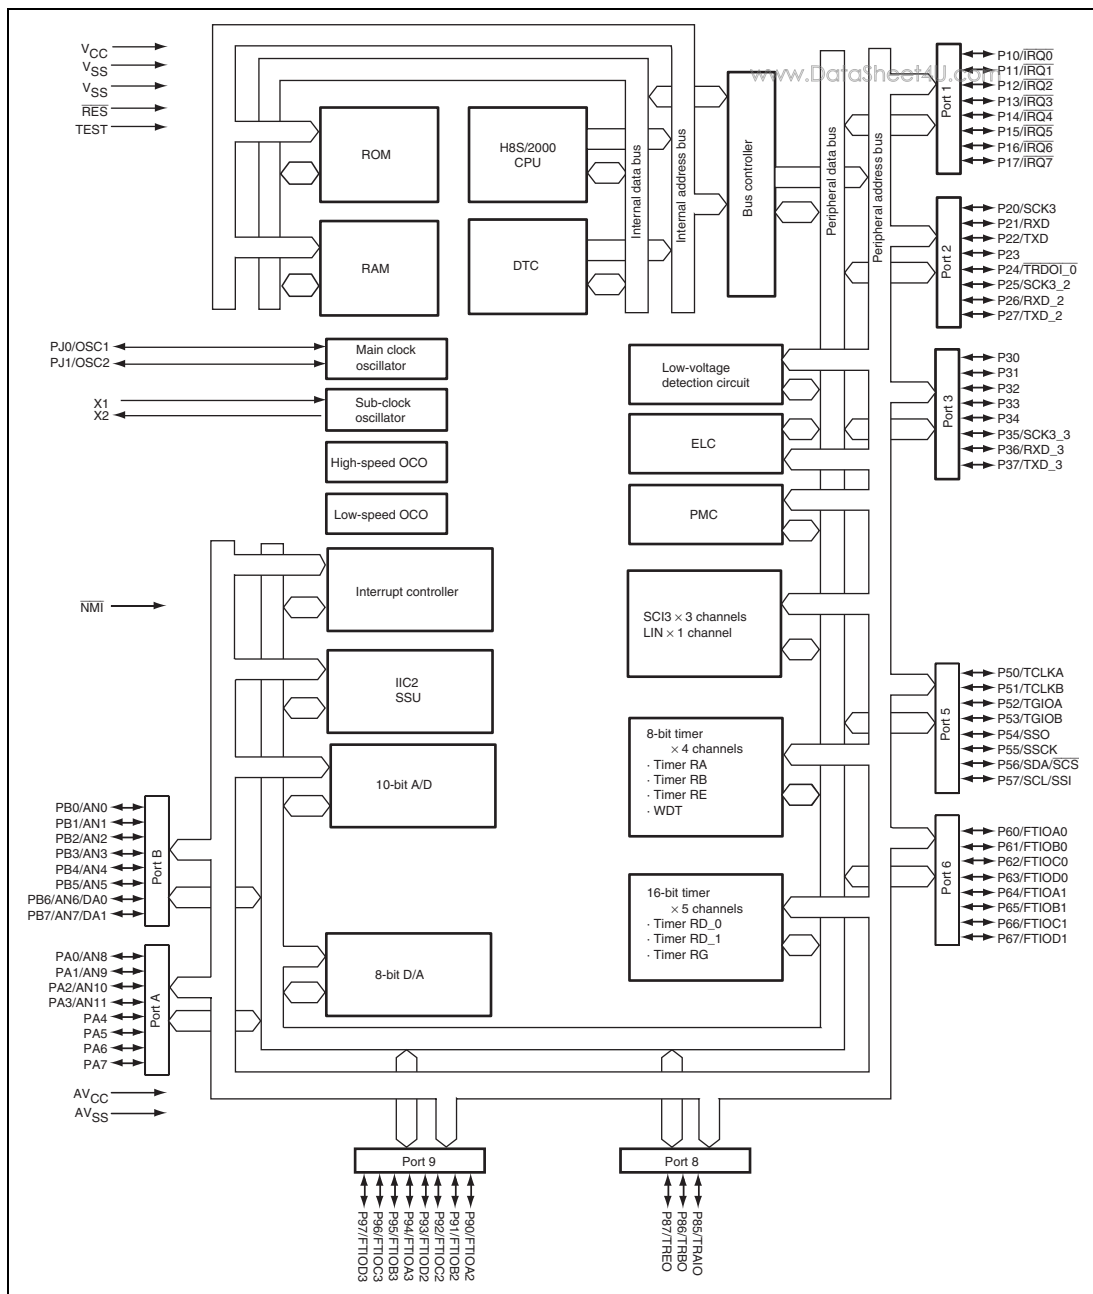 VCC
VSS
VSS
RES
TEST
www.DataSheet4U.com
ROM
H8S/2000
CPU
RAM
DTC
Internal data bus
Internal address bus
Bus controller
Peripheral data bus
Peripheral address bus
Port 1
P10/IRQ0
P11/IRQ1
P12/IRQ2
P13/IRQ3
P14/IRQ4
P15/IRQ5
P16/IRQ6
P17/IRQ7
Port 2
P20/SCK3
P21/RXD
P22/TXD
P23
P24/TRDOI_0
P25/SCK3_2
P26/RXD_2
P27/TXD_2
PJ0/OSC1
PJ1/OSC2
Main clock
oscillator
X1
X2
Sub-clock
oscillator
High-speed OCO
Low-speed OCO
Low-voltage
detection circuit
ELC
PMC
Port 3
P30
P31
P32
P33
P34
P35/SCK3_3
P36/RXD_3
P37/TXD_3
NMI
Interrupt controller
IIC2
SSU
10-bit A/D
8-bit D/A
SCI3 × 3 channels
LIN × 1 channel
8-bit timer
× 4 channels
· Timer RA
· Timer RB
· Timer RE
· WDT
16-bit timer
× 5 channels
· Timer RD_0
· Timer RD_1
· Timer RG
Port 5
P50/TCLKA
P51/TCLKB
P52/TGIOA
P53/TGIOB
P54/SSO
P55/SSCK
P56/SDA/SCS
P57/SCL/SSI
Port 6
P60/FTIOA0
P61/FTIOB0
P62/FTIOC0
P63/FTIOD0
P64/FTIOA1
P65/FTIOB1
P66/FTIOC1
P67/FTIOD1
PB0/AN0
PB1/AN1
PB2/AN2
PB3/AN3
PB4/AN4
PB5/AN5
PB6/AN6/DA0
PB7/AN7/DA1
Port B
PA0/AN8
PA1/AN9
PA2/AN10
PA3/AN11
PA4
PA5
PA6
PA7
Port A
AVCC
AVSS
Port 9
P97/FTIOD3
P96/FTIOC3
P95/FTIOB3
P94/FTIOA3
P93/FTIOD2
P92/FTIOC2
P91/FTIOB2
P90/FTIOA2
Port 8
P87/TREO
P86/TRBO
P85/TRAIO